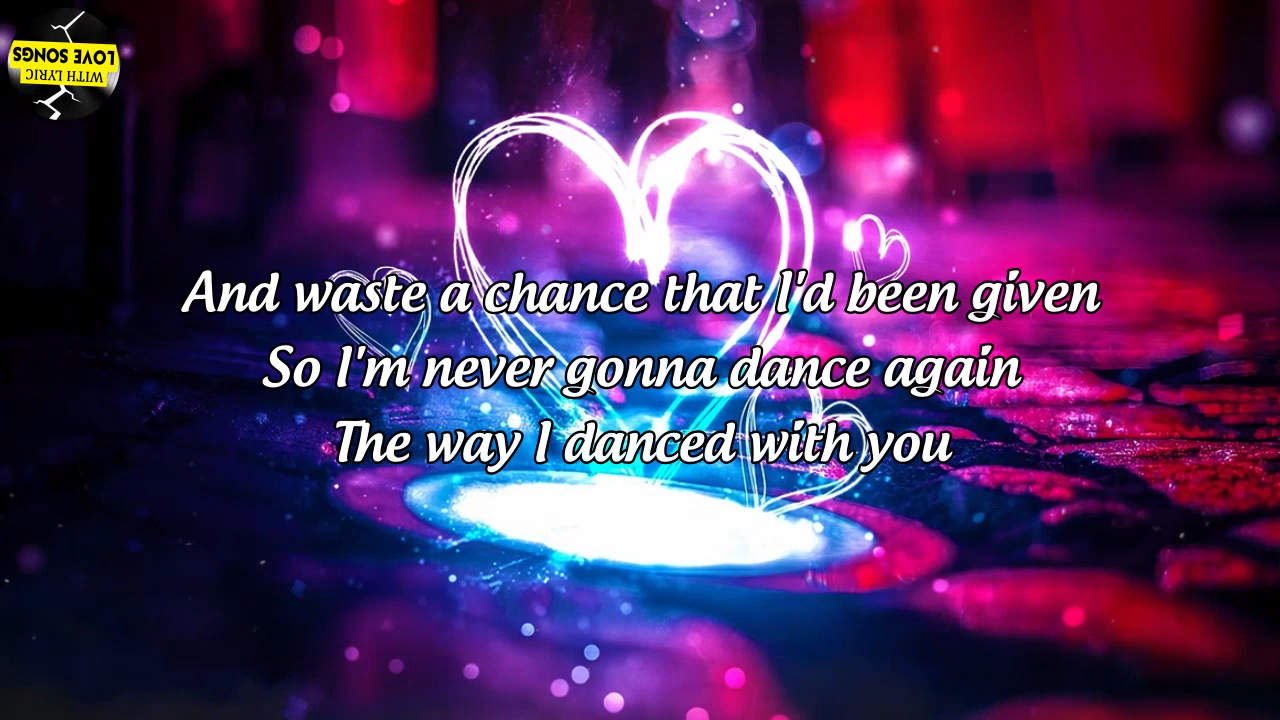 LOVE SONGS
WITH LYRIC
And waste a chance that I'd been given
So I'm never gonna dance again
The way I danced with you